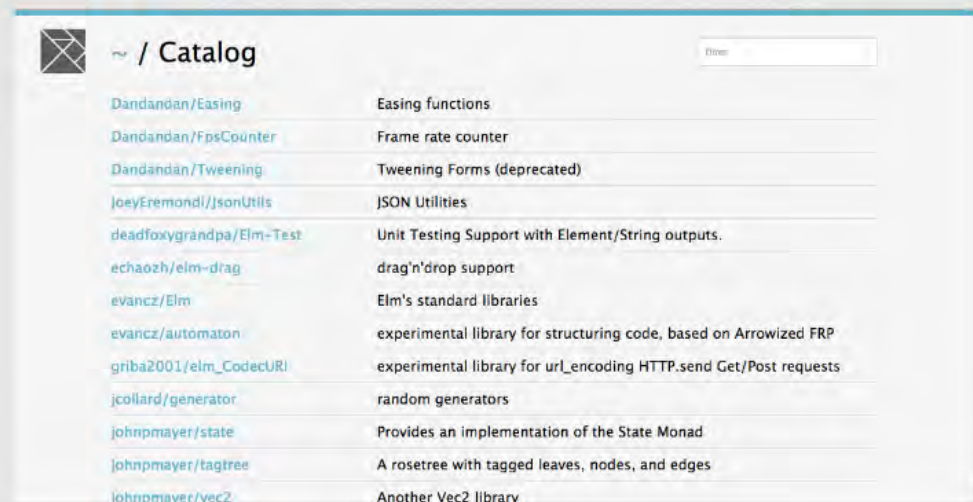 ~ / Catalog
Filter
Dandandan/Easing Easing functions
Dandandan/FpsCounter Frame rate counter
Dandandan/Tweening Tweening Forms (deprecated)
JoeyEremondi/JsonUtils JSON Utilities
deadfoxygrandpa/Elm-Test Unit Testing Support with Element/String outputs.
echaozh/elm-drag drag'n'drop support
evancz/Elm Elm's standard libraries
evancz/automaton experimental library for structuring code, based on Arrowized FRP
griba2001/elm_CodecURI experimental library for url_encoding HTTP.send Get/Post requests
jcollard/generator random generators
johnpmayer/state Provides an implementation of the State Monad
johnpmayer/tagtree A rosetree with tagged leaves, nodes, and edges
johnpmayer/vec2 Another Vec2 library